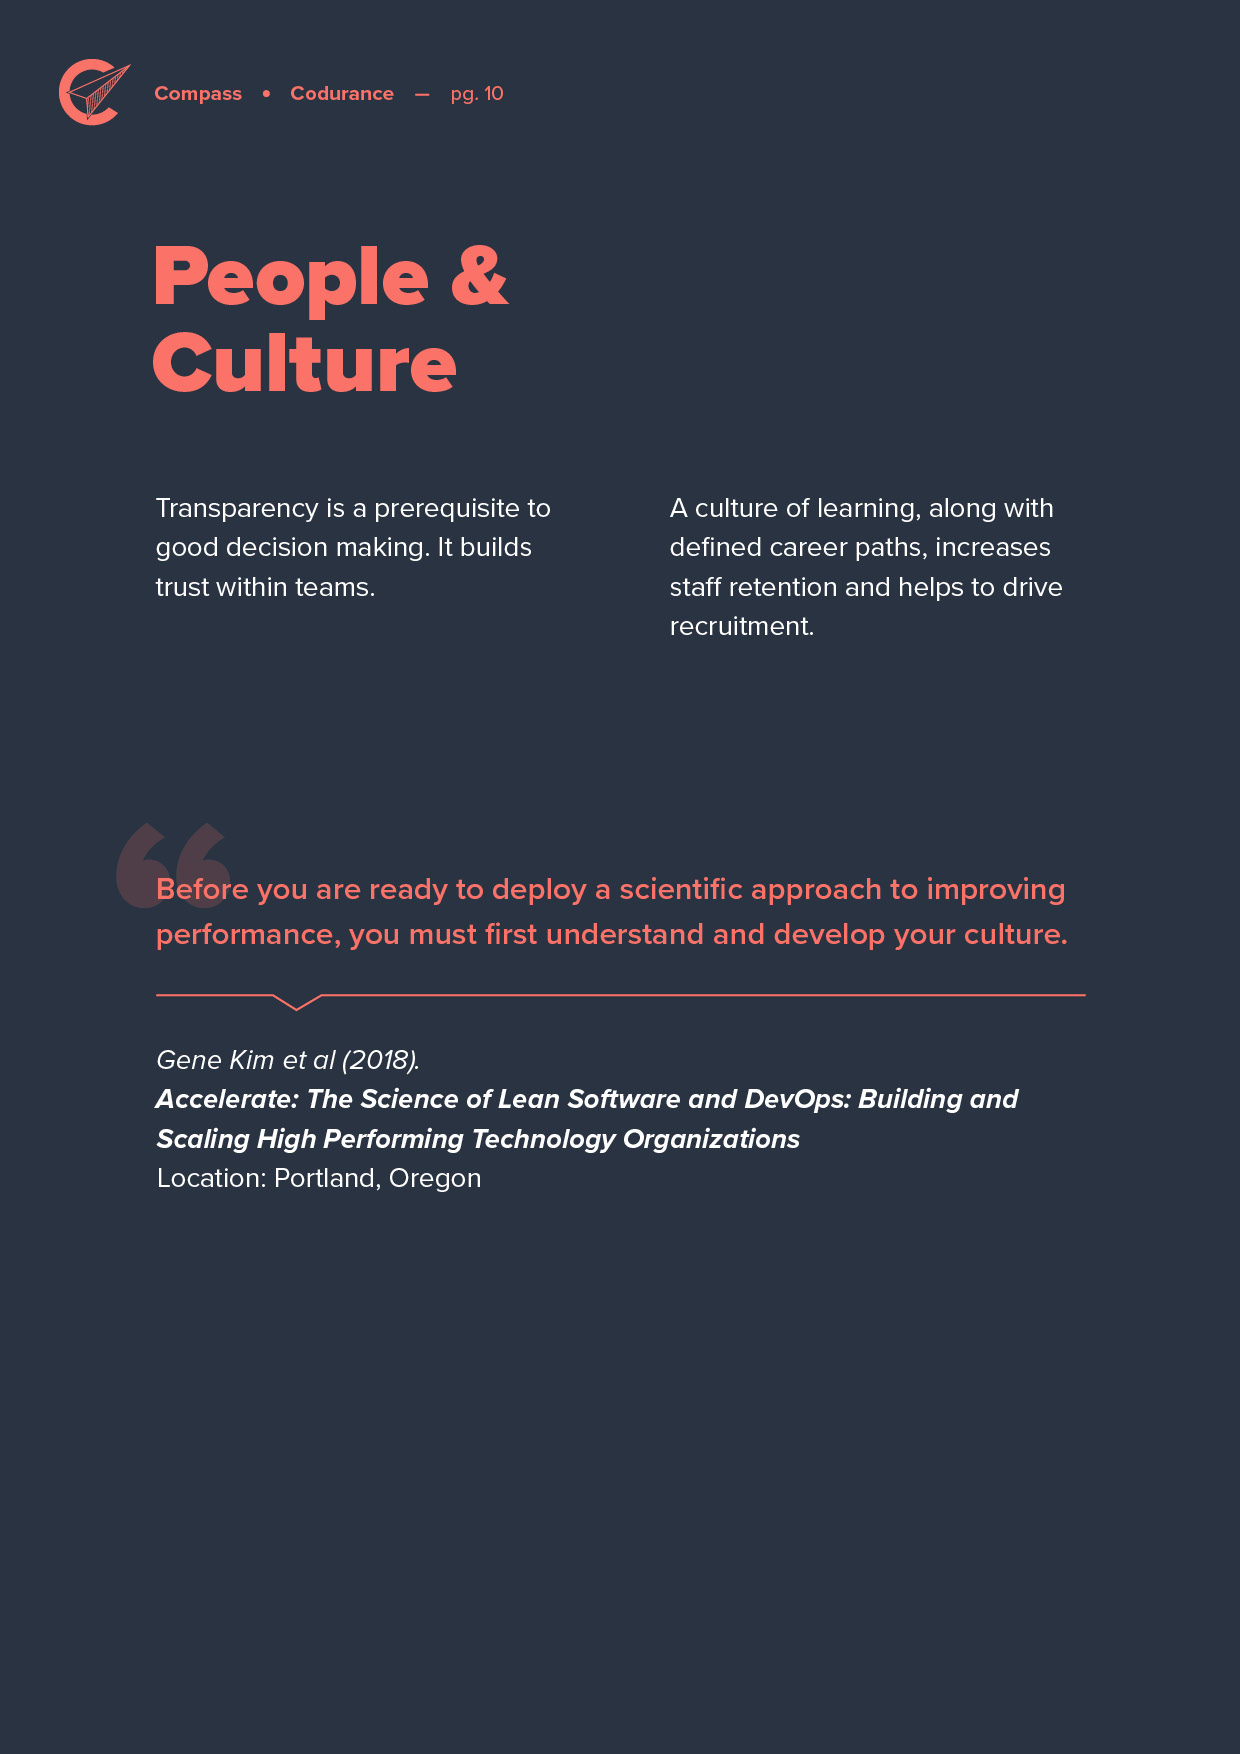 Compass • Codurance — pg. 10
People &
Culture
Transparency is a prerequisite to
good decision making. It builds
trust within teams.
A culture of learning, along with
defined career paths, increases
staff retention and helps to drive
recruitment.
“
Before you are ready to deploy a scientific approach to improving
performance, you must first understand and develop your culture.
Gene Kim et al (2018).
Accelerate: The Science of Lean Software and DevOps: Building and
Scaling High Performing Technology Organizations
Location: Portland, Oregon